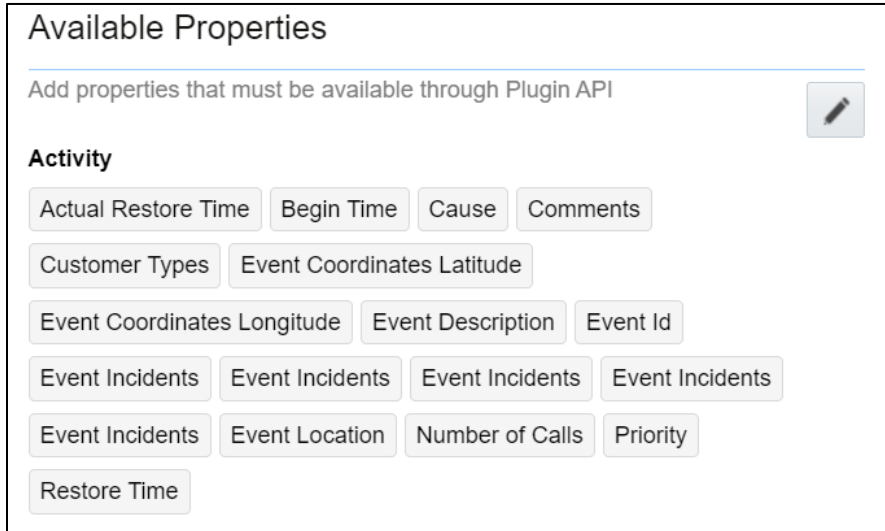 Available Properties
Add properties that must be available through Plugin API
Activity
Actual Restore Time Begin Time Cause Comments
Customer Types Event Coordinates Latitude
Event Coordinates Longitude Event Description Event Id
Event Incidents Event Incidents Event Incidents Event Incidents
Event Incidents Event Location Number of Calls Priority
Restore Time